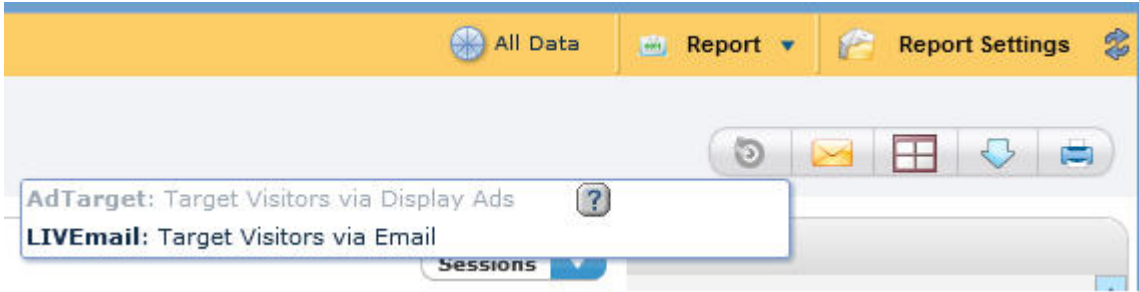 All Data Report Report Settings
AdTarget: Target Visitors via Display Ads ?
LIVEmail: Target Visitors via Email
Sessions